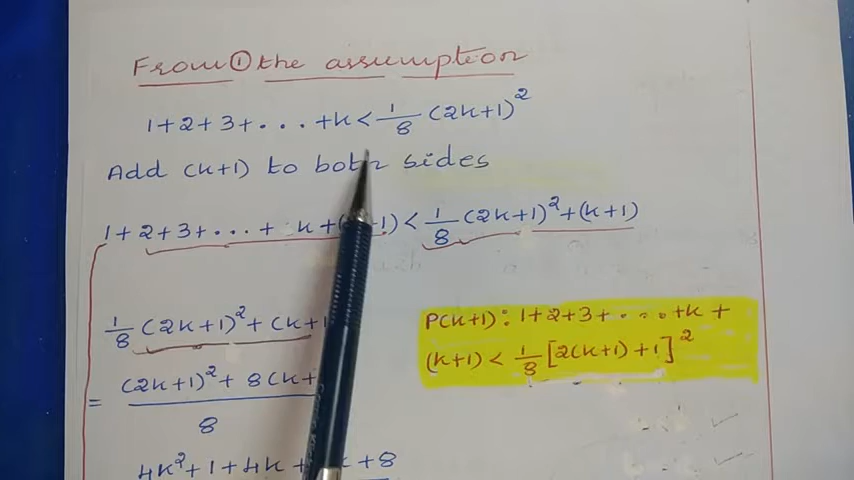 From ① the assumption
1+2+3+. . . +k < 1/8 (2k+1)²
Add (k+1) to both sides
1+2+3+...+ k+( +1) < 1/8 (2k+1)²+(k+1)
1/8 (2k+1)²+(k+1
= (2k+1)²+ 8(k+ / 8
4k²+1+4k+ k+8
P(k+1): 1+2+3+. . . .+k+
(k+1) < 1/8 [2(k+1)+1]²